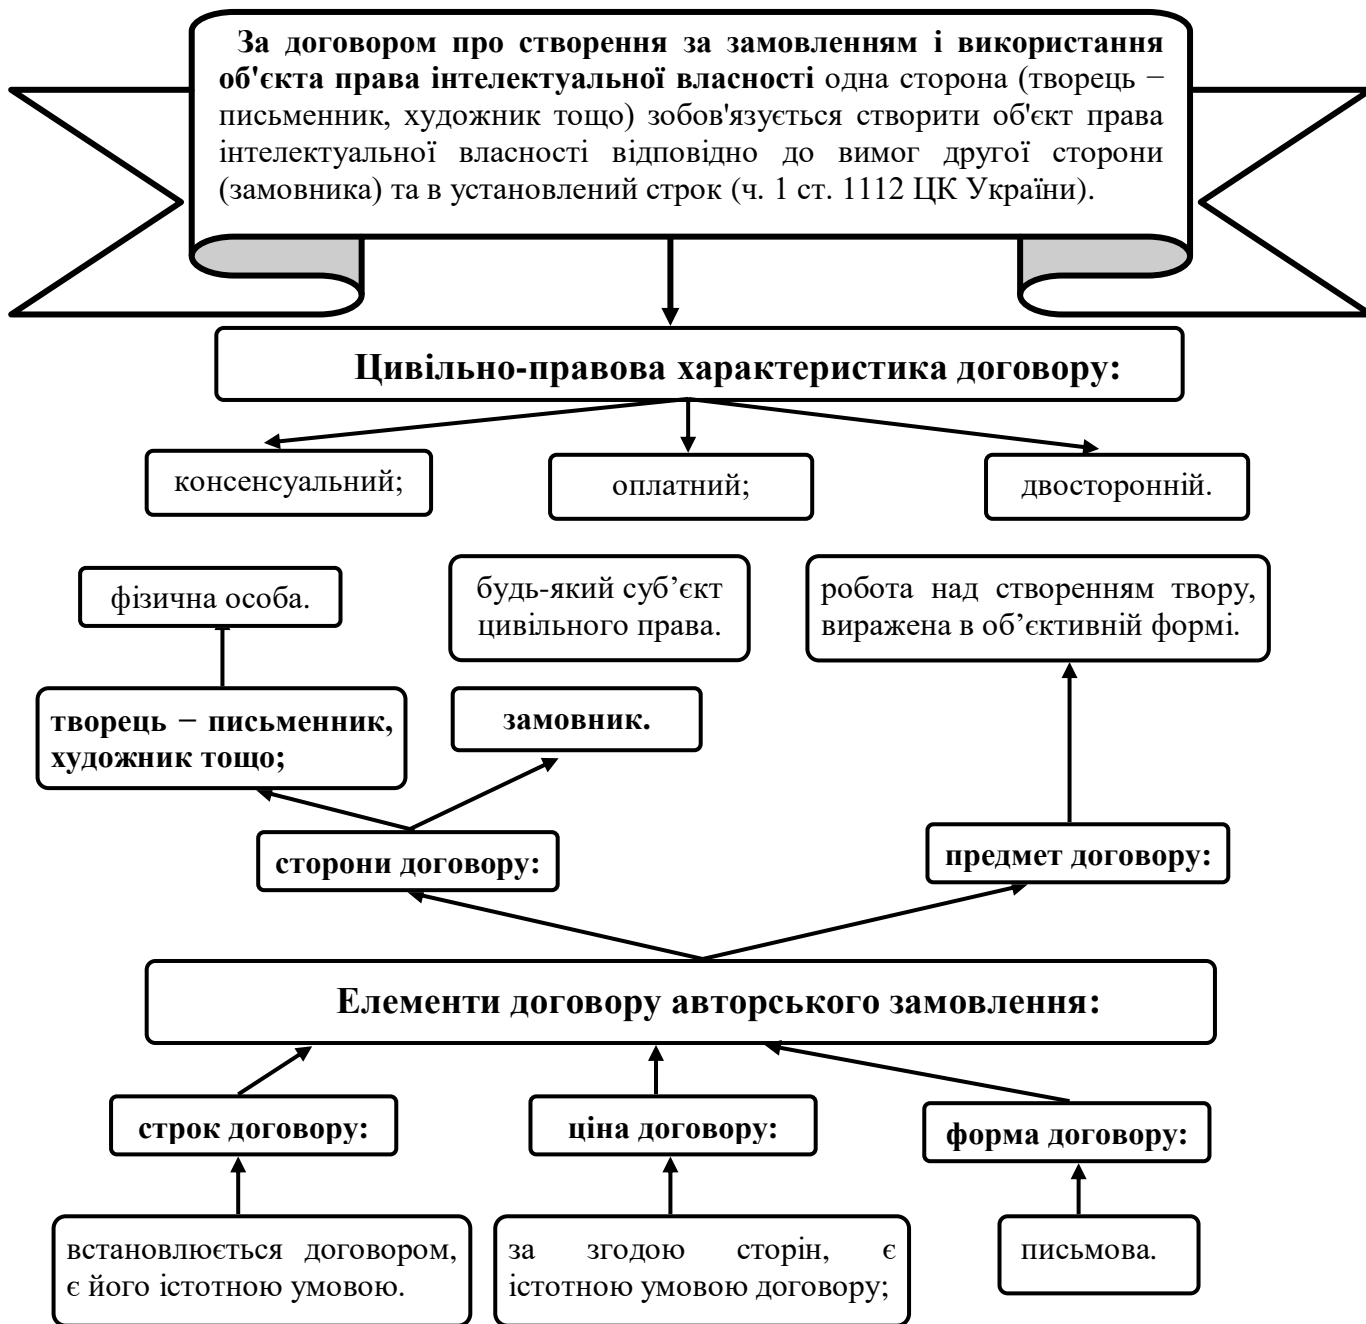 За договором про створення за замовленням і використання
об'єкта права інтелектуальної власності одна сторона (творець −
письменник, художник тощо) зобов'язується створити об'єкт права
інтелектуальної власності відповідно до вимог другої сторони
(замовника) та в установлений строк (ч. 1 ст. 1112 ЦК України).
Цивільно-правова характеристика договору:
консенсуальний;
оплатний;
двосторонній.
фізична особа.
будь-який суб’єкт
цивільного права.
робота над створенням твору,
виражена в об’єктивній формі.
творець − письменник,
художник тощо;
замовник.
сторони договору:
предмет договору:
Елементи договору авторського замовлення:
строк договору:
ціна договору:
форма договору:
встановлюється договором,
є його істотною умовою.
за згодою сторін, є
істотною умовою договору;
письмова.